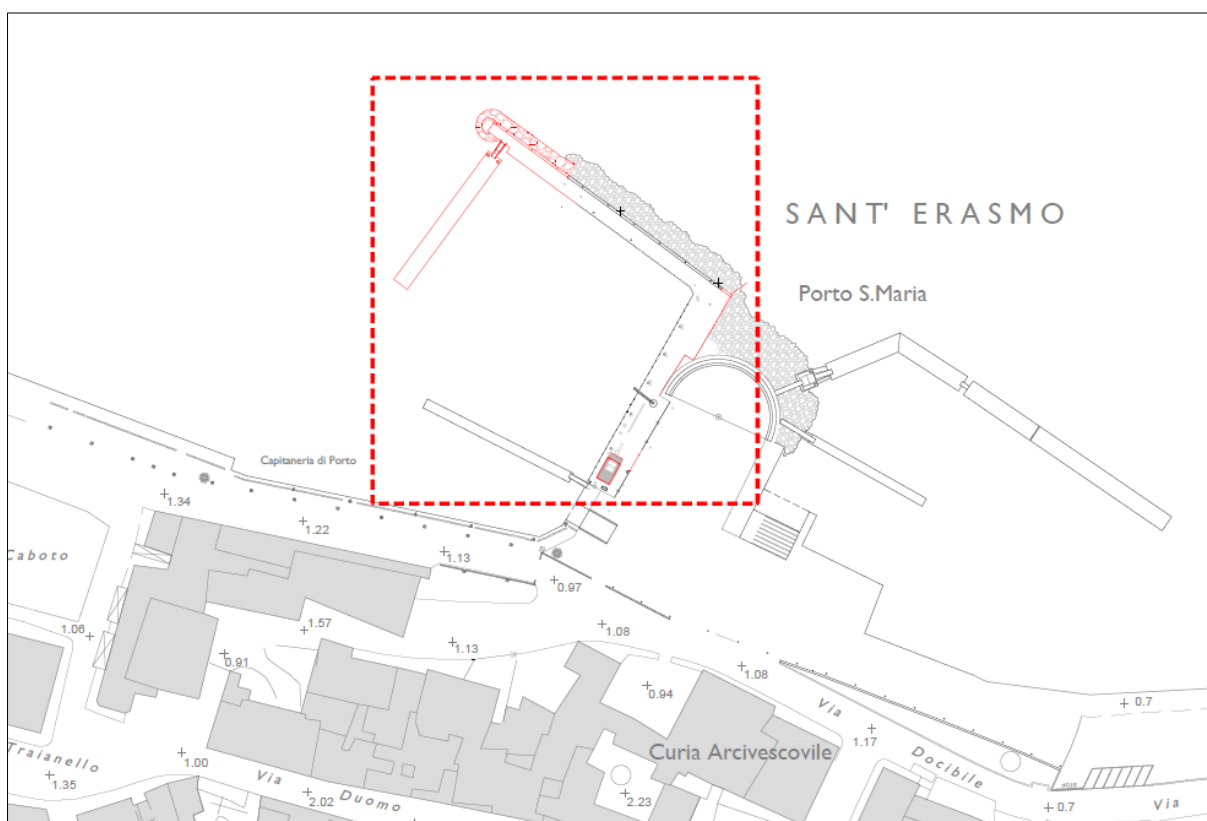 SANT' ERASMO
Porto S.Maria
Capitaneria di Porto
1.34
1.22
1.13
Caboto
0.97
1.06
1.57
1.13
1.08
0.91
1.08
0.94
0.7
Via
1.17
Curia Arcivescovile
Docibile
Traianello
1.00
1.35
Via
2.02
Duomo
2.23
0.7
Via